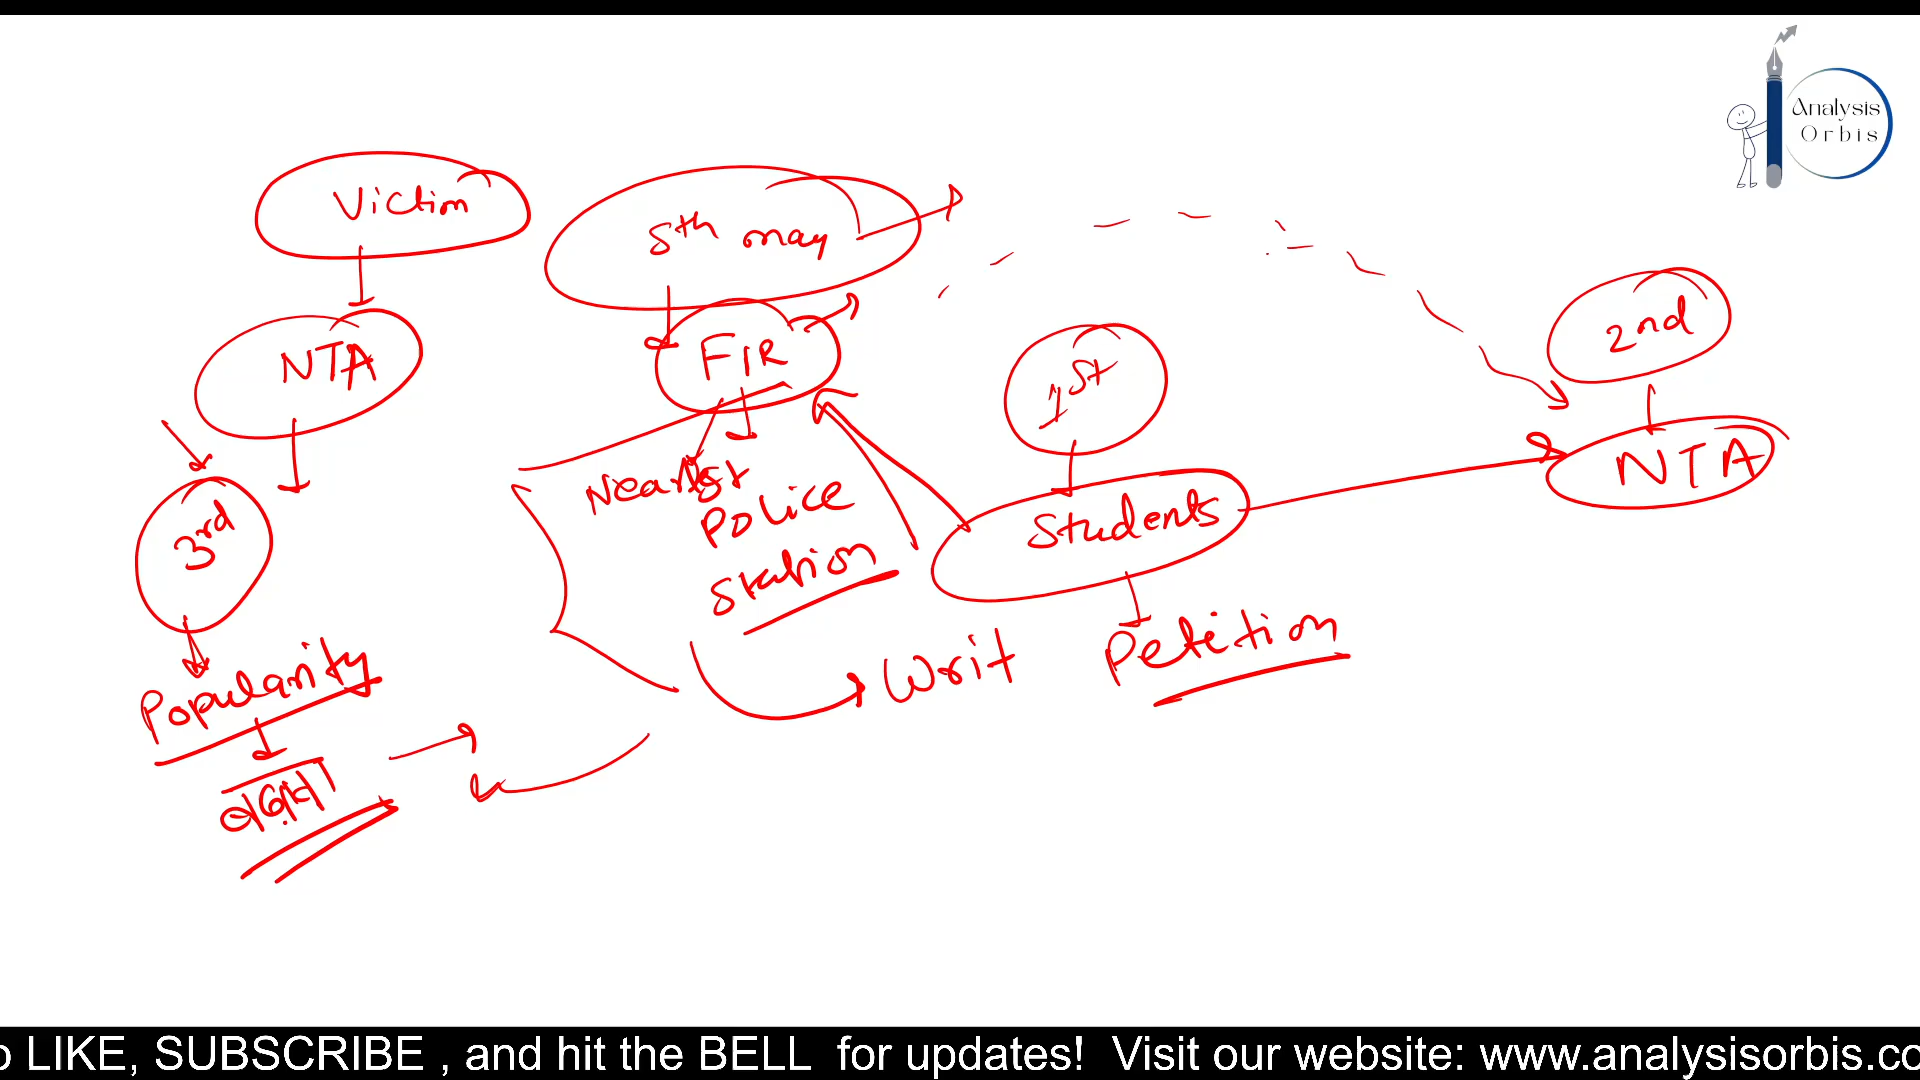 Analysis
Orbis
Victim
5th may
2nd
NTA
FIR
1st
NTA
Nearest
Police
station
Students
3rd
Writ Petition
Popularity
o LIKE, SUBSCRIBE , and hit the BELL for updates! Visit our website: www.analysisorbis.co